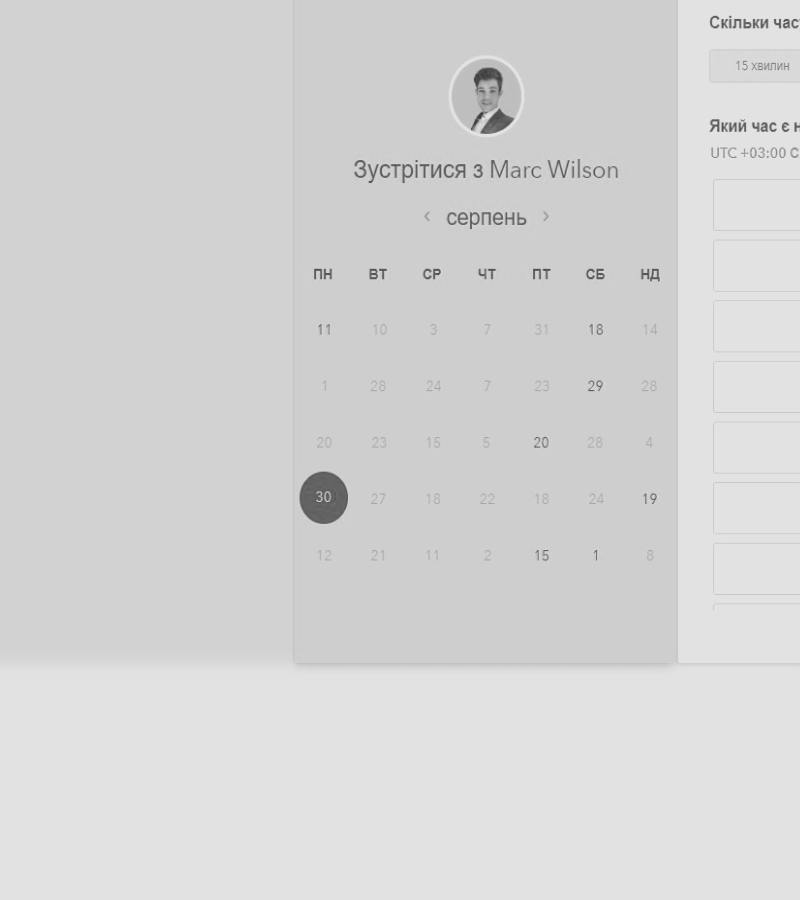 Зустрітися з Marc Wilson
‹ серпень ›
ПН ВТ СР ЧТ ПТ СБ НД
11 10 3 7 31 18 14
1 28 24 7 23 29 28
20 23 15 5 20 28 4
30 27 18 22 18 24 19
12 21 11 2 15 1 8
Скільки
15 хвилин
Який час є
UTC +03:00